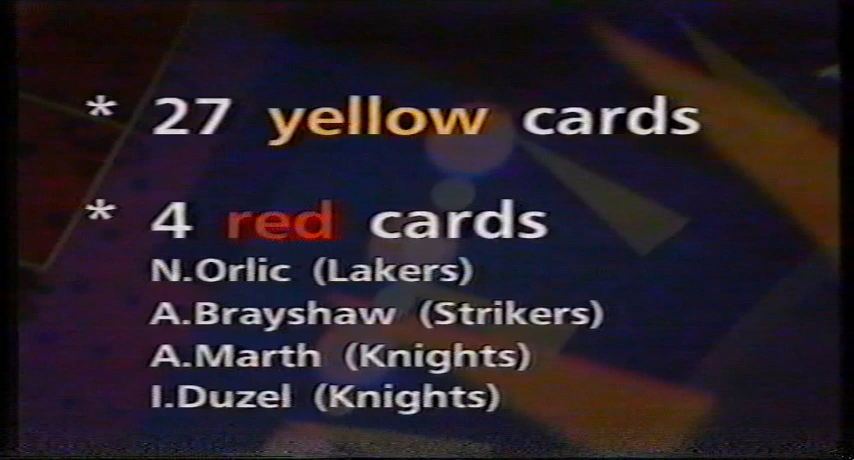 * 27 yellow cards
* 4 red cards
N.Orlic (Lakers)
A.Brayshaw (Strikers)
A.Marth (Knights)
I.Duzel (Knights)